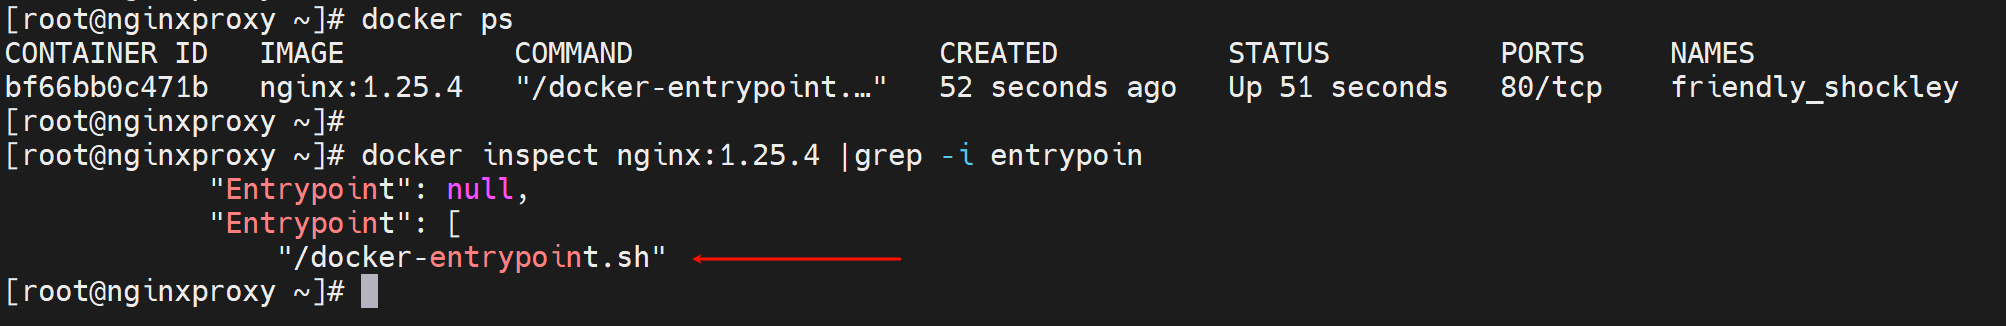 [root@nginxproxy ~]# docker ps
CONTAINER ID   IMAGE          COMMAND                  CREATED          STATUS          PORTS     NAMES
bf66bb0c471b   nginx:1.25.4   "/docker-entrypoint.…"   52 seconds ago   Up 51 seconds   80/tcp    friendly_shockley
[root@nginxproxy ~]#
[root@nginxproxy ~]# docker inspect nginx:1.25.4 |grep -i entrypoin
            "Entrypoint": null,
            "Entrypoint": [
                "/docker-entrypoint.sh"
[root@nginxproxy ~]#